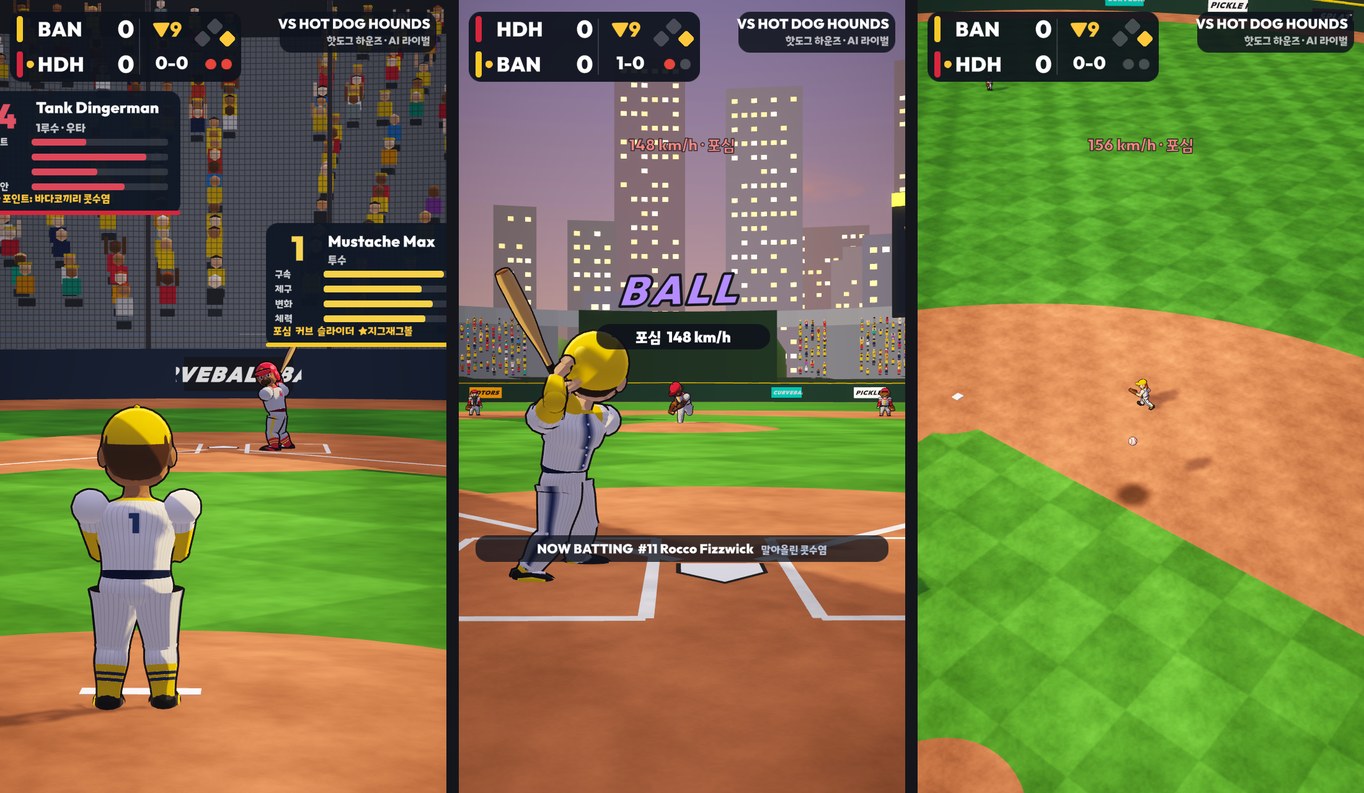 BAN 0 ▼9
HDH 0 0-0
VS HOT DOG HOUNDS
핫도그 하운즈·AI 라이벌
4 Tank Dingerman
1루수·우타
포인트: 바다코끼리 콧수염
1 Mustache Max
투수
구속
제구
변화
체력
포심 커브 슬라이더 ★지그재그볼
VEBAL
1
HDH 0 ▼9
BAN 0 1-0
VS HOT DOG HOUNDS
핫도그 하운즈·AI 라이벌
148 km/h·포심
BALL
포심 148 km/h
OTORS
CURVEBA
PICKLE
NOW BATTING #11 Rocco Fizzwick 말아올린 콧수염
PICKLE
BAN 0 ▼9
HDH 0 0-0
VS HOT DOG HOUNDS
핫도그 하운즈·AI 라이벌
156 km/h·포심